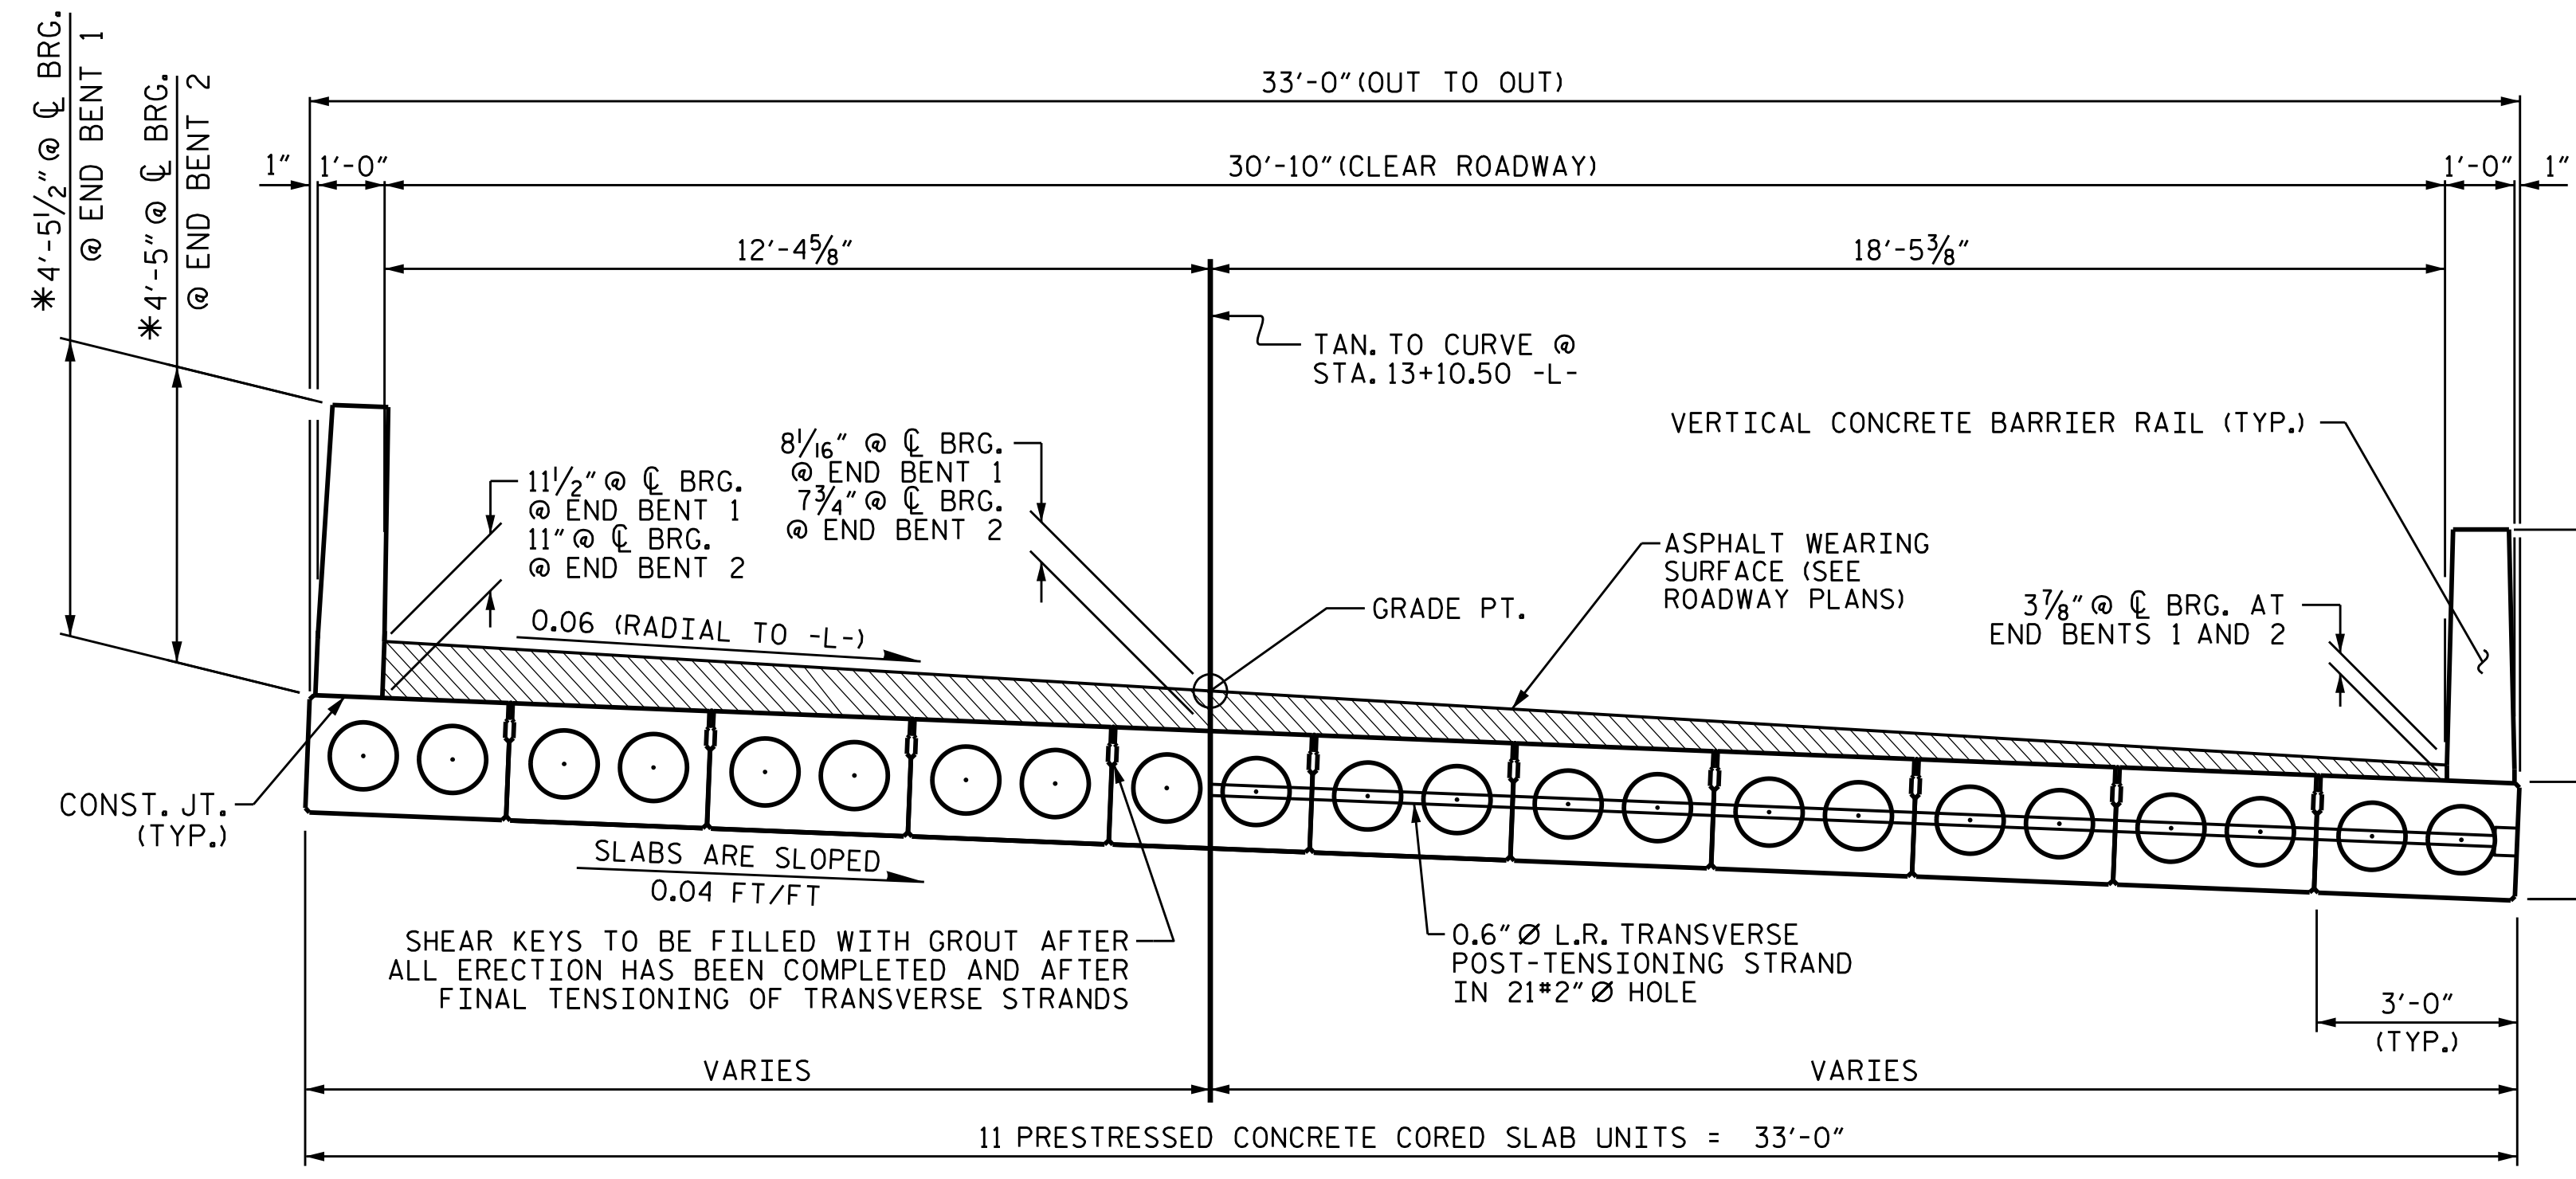 33'-0" (OUT TO OUT)
1"
1'-0"
30'-10" (CLEAR ROADWAY)
1'-0"
1"
12'-4⅝"
18'-5⅜"
*4'-5½" @ ℄ BRG.
@ END BENT 1
*4'-5" @ ℄ BRG.
@ END BENT 2
TAN. TO CURVE @
STA. 13+10.50 -L-
VERTICAL CONCRETE BARRIER RAIL (TYP.)
8 1/16" @ ℄ BRG.
@ END BENT 1
7¾" @ ℄ BRG.
@ END BENT 2
11½" @ ℄ BRG.
@ END BENT 1
11" @ ℄ BRG.
@ END BENT 2
ASPHALT WEARING
SURFACE (SEE
ROADWAY PLANS)
GRADE PT.
3⅞" @ ℄ BRG. AT
END BENTS 1 AND 2
0.06 (RADIAL TO -L-)
CONST. JT.
(TYP.)
SLABS ARE SLOPED
0.04 FT/FT
SHEAR KEYS TO BE FILLED WITH GROUT AFTER
ALL ERECTION HAS BEEN COMPLETED AND AFTER
FINAL TENSIONING OF TRANSVERSE STRANDS
0.6" Ø L.R. TRANSVERSE
POST-TENSIONING STRAND
IN 21#2" Ø HOLE
3'-0"
(TYP.)
VARIES
VARIES
11 PRESTRESSED CONCRETE CORED SLAB UNITS = 33'-0"